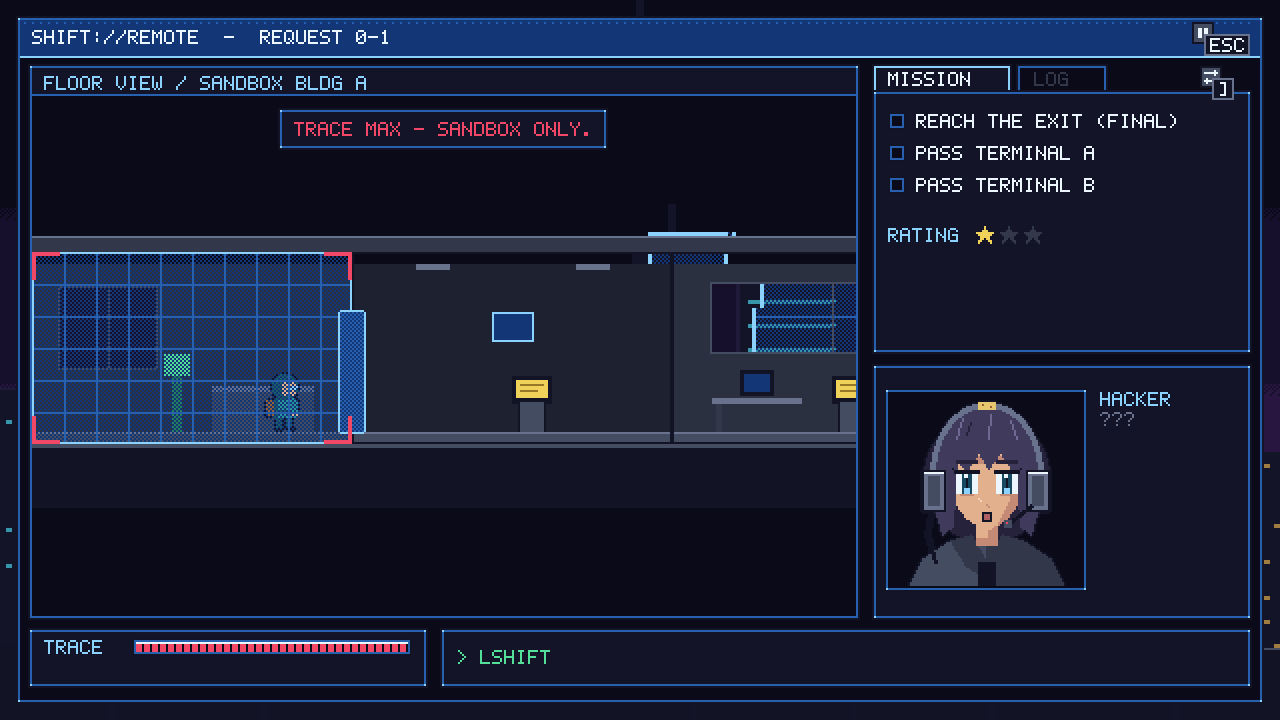 SHIFT://REMOTE – REQUEST 0-1
ESC
FLOOR VIEW / SANDBOX BLDG A
MISSION
LOG
]
TRACE MAX – SANDBOX ONLY.
REACH THE EXIT (FINAL)
PASS TERMINAL A
PASS TERMINAL B
RATING
HACKER
???
TRACE
> LSHIFT